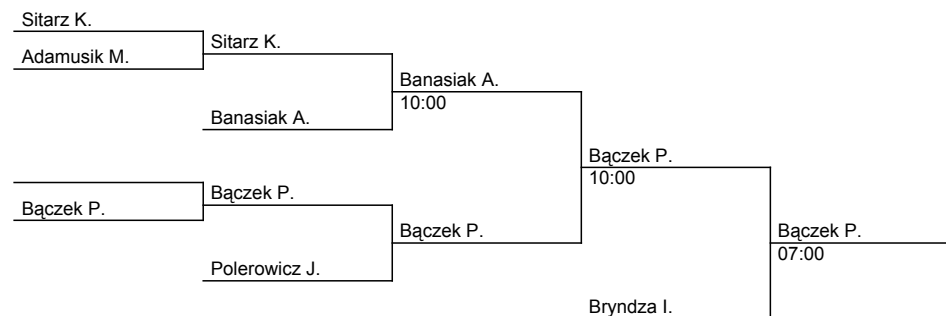 Sitarz K.
Adamusik M.
Sitarz K.
Banasiak A.
Banasiak A.
10:00
Bączek P.
Bączek P.
Polerowicz J.
Bączek P.
Bączek P.
10:00
Bryndza I.
Bączek P.
07:00